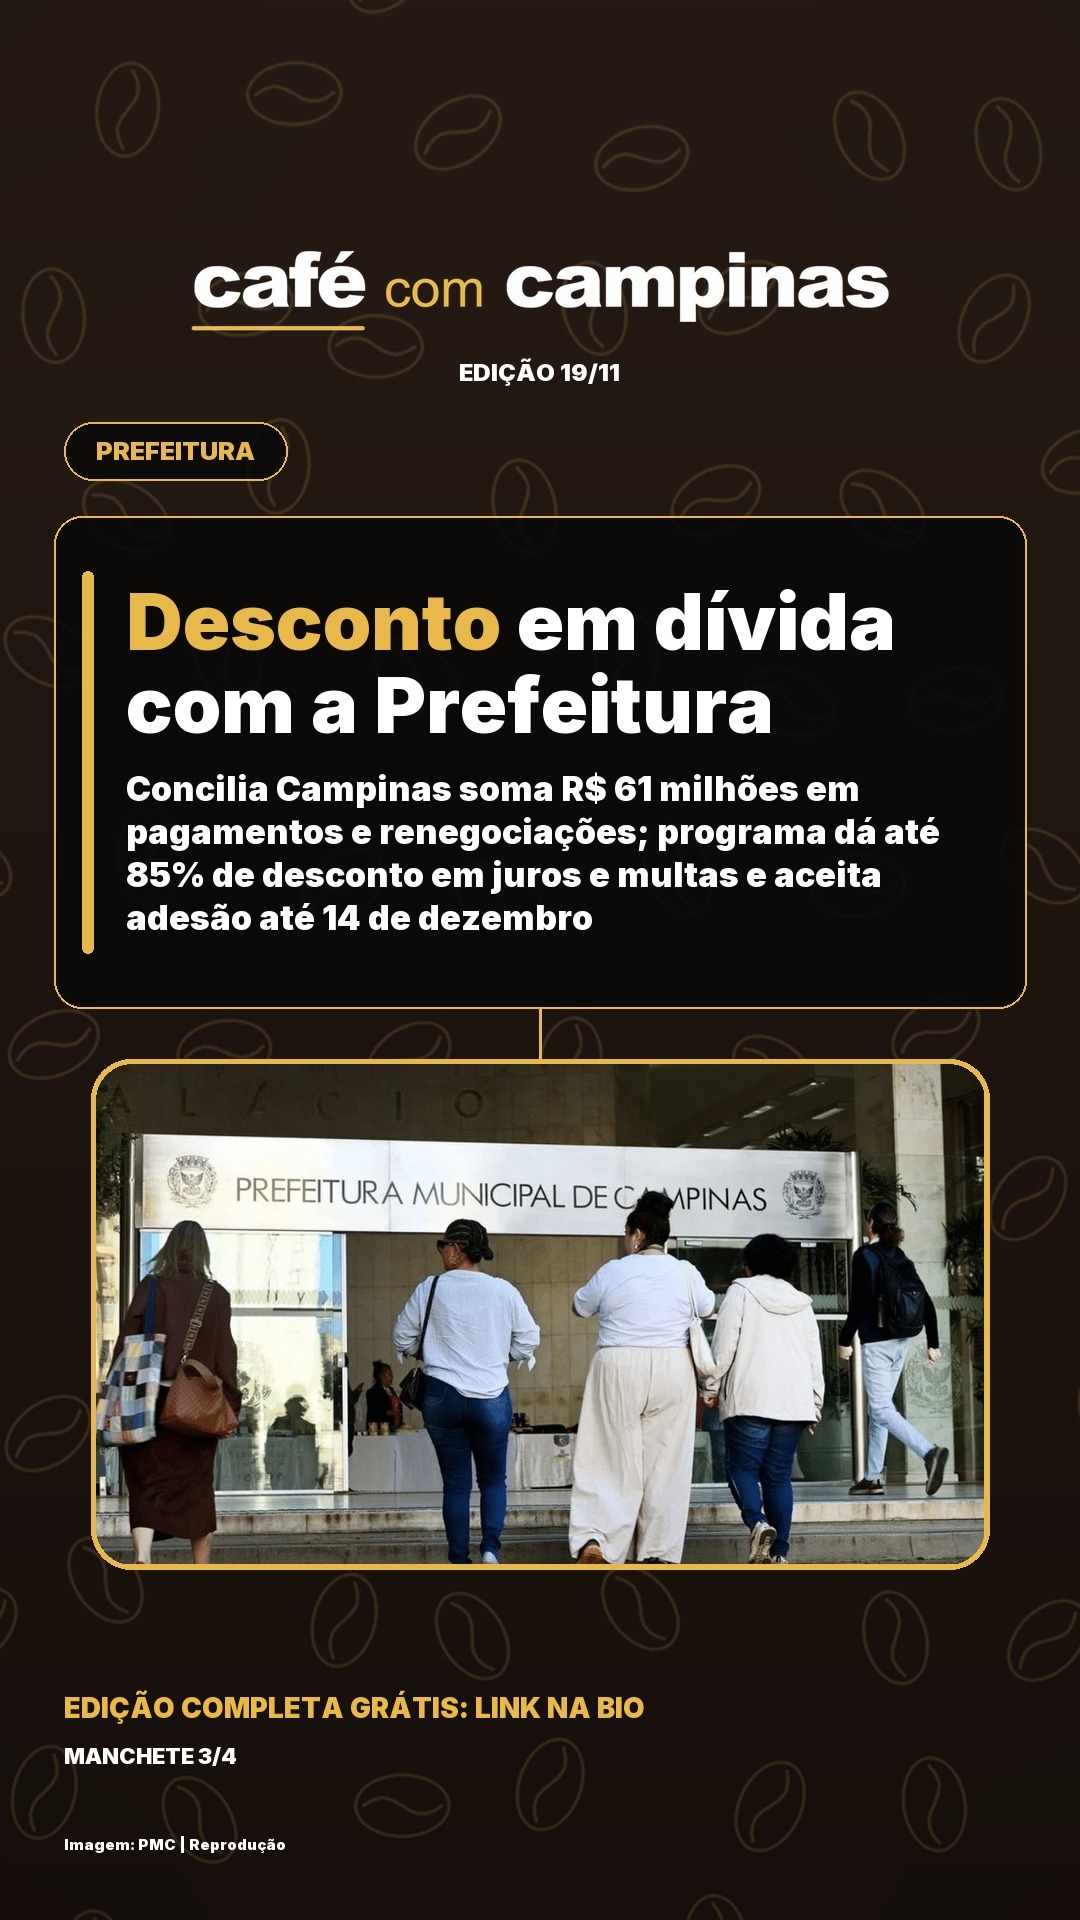 café com campinas
EDIÇÃO 19/11
PREFEITURA
Desconto em dívida
com a Prefeitura
Concilia Campinas soma R$ 61 milhões em
pagamentos e renegociações; programa dá até
85% de desconto em juros e multas e aceita
adesão até 14 de dezembro
ALÁCIO
PREFEITURA MUNICIPAL DE CAMPINAS
EDIÇÃO COMPLETA GRÁTIS: LINK NA BIO
MANCHETE 3/4
Imagem: PMC | Reprodução